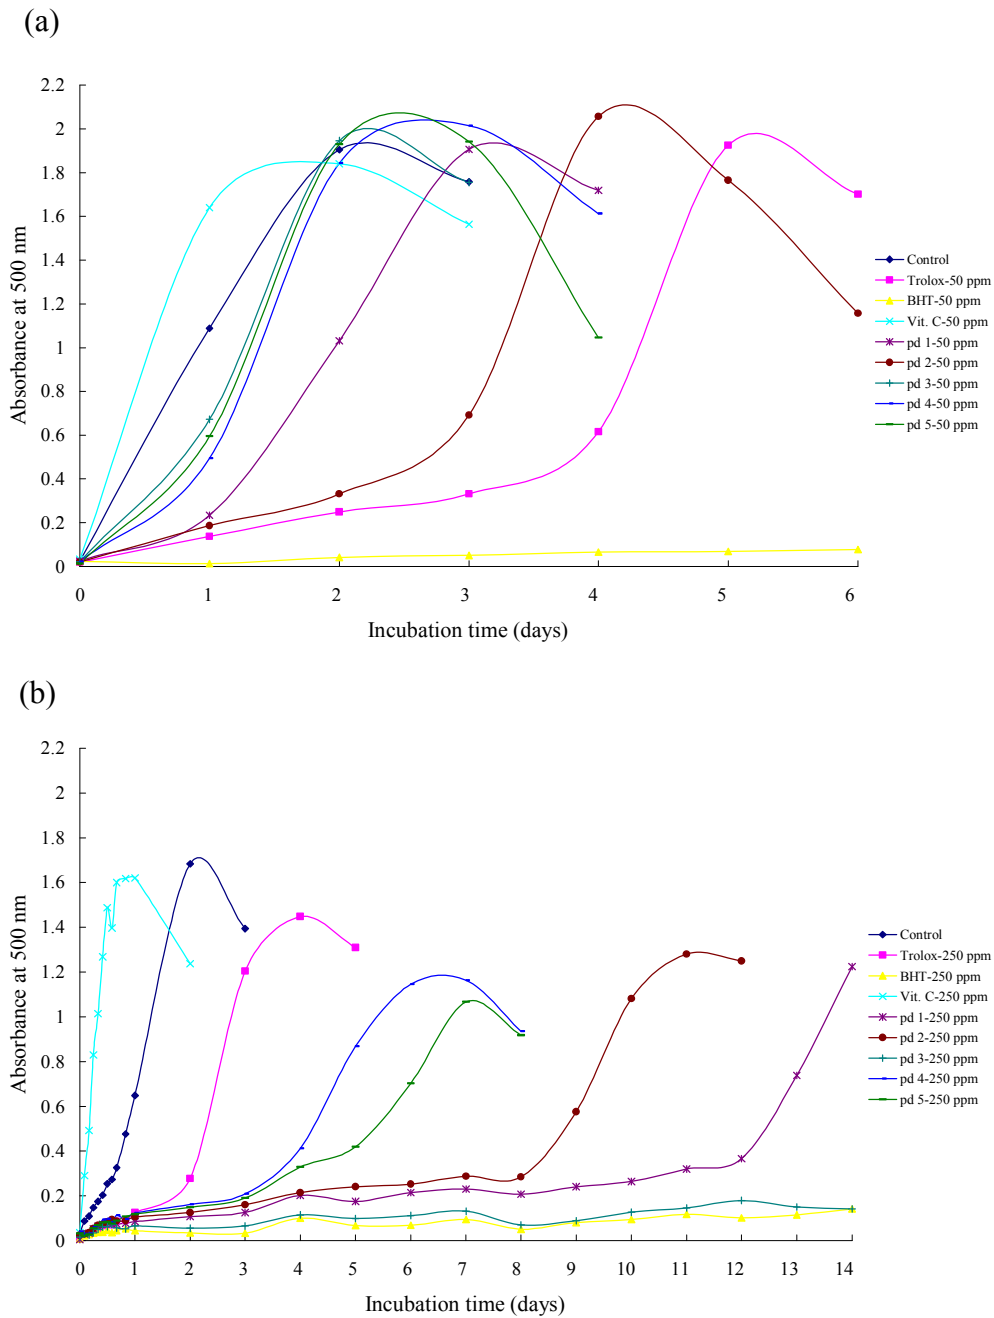 (a)
2.2
2
1.8
1.6
1.4
1.2
1
0.8
0.6
0.4
0.2
0
Absorbance at 500 nm
0 1 2 3 4 5 6
Incubation time (days)
Control
Trolox-50 ppm
BHT-50 ppm
Vit. C-50 ppm
pd 1-50 ppm
pd 2-50 ppm
pd 3-50 ppm
pd 4-50 ppm
pd 5-50 ppm
(b)
2.2
2
1.8
1.6
1.4
1.2
1
0.8
0.6
0.4
0.2
0
Absorbance at 500 nm
0 1 2 3 4 5 6 7 8 9 10 11 12 13 14
Incubation time (days)
Control
Trolox-250 ppm
BHT-250 ppm
Vit. C-250 ppm
pd 1-250 ppm
pd 2-250 ppm
pd 3-250 ppm
pd 4-250 ppm
pd 5-250 ppm